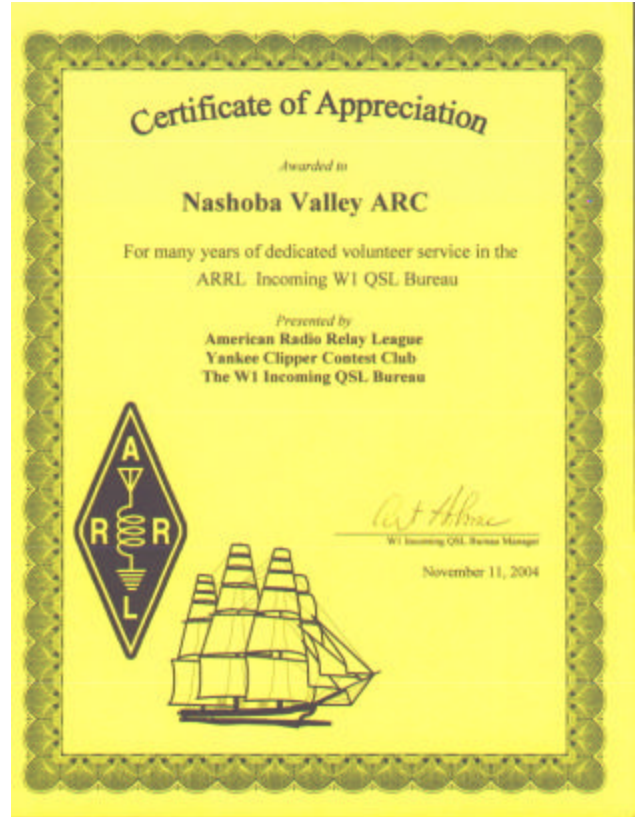 Certificate of Appreciation
Awarded to
Nashoba Valley ARC
For many years of dedicated volunteer service in the
ARRL Incoming W1 QSL Bureau
Presented by
American Radio Relay League
Yankee Clipper Contest Club
The W1 Incoming QSL Bureau
A
R R
L
W1 Incoming QSL Bureau Manager
November 11, 2004